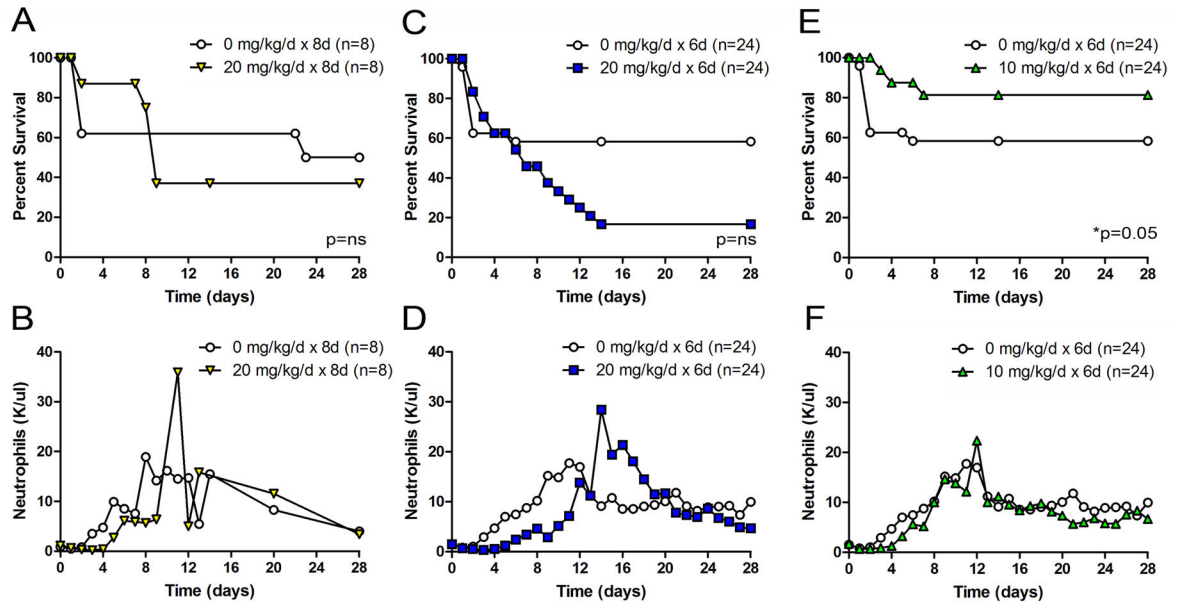 A
0 mg/kg/d x 8d (n=8)
20 mg/kg/d x 8d (n=8)
Percent Survival
100
80
60
40
20
0
p=ns
0 4 8 12 16 20 24 28
Time (days)
C
0 mg/kg/d x 6d (n=24)
20 mg/kg/d x 6d (n=24)
Percent Survival
100
80
60
40
20
0
p=ns
0 4 8 12 16 20 24 28
Time (days)
E
0 mg/kg/d x 6d (n=24)
10 mg/kg/d x 6d (n=24)
Percent Survival
100
80
60
40
20
0
*p=0.05
0 4 8 12 16 20 24 28
Time (days)
B
0 mg/kg/d x 8d (n=8)
20 mg/kg/d x 8d (n=8)
Neutrophils (K/ul)
40
30
20
10
0
0 4 8 12 16 20 24 28
Time (days)
D
0 mg/kg/d x 6d (n=24)
20 mg/kg/d x 6d (n=24)
Neutrophils (K/ul)
40
30
20
10
0
0 4 8 12 16 20 24 28
Time (days)
F
0 mg/kg/d x 6d (n=24)
10 mg/kg/d x 6d (n=24)
Neutrophils (K/ul)
40
30
20
10
0
0 4 8 12 16 20 24 28
Time (days)